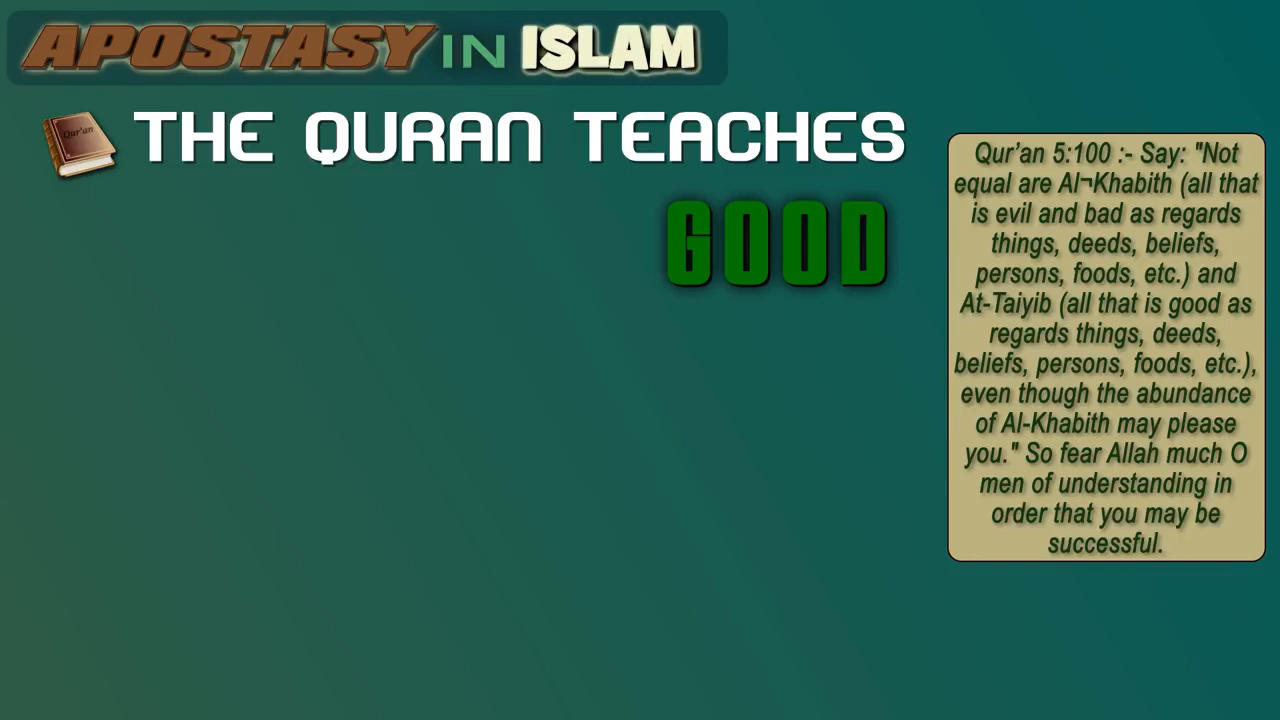 APOSTASY IN ISLAM
Qur'an
THE QURAN TEACHES
GOOD
Qur’an 5:100 :- Say: "Not
equal are Al¬Khabith (all that
is evil and bad as regards
things, deeds, beliefs,
persons, foods, etc.) and
At-Taiyib (all that is good as
regards things, deeds,
beliefs, persons, foods, etc.),
even though the abundance
of Al-Khabith may please
you." So fear Allah much O
men of understanding in
order that you may be
successful.